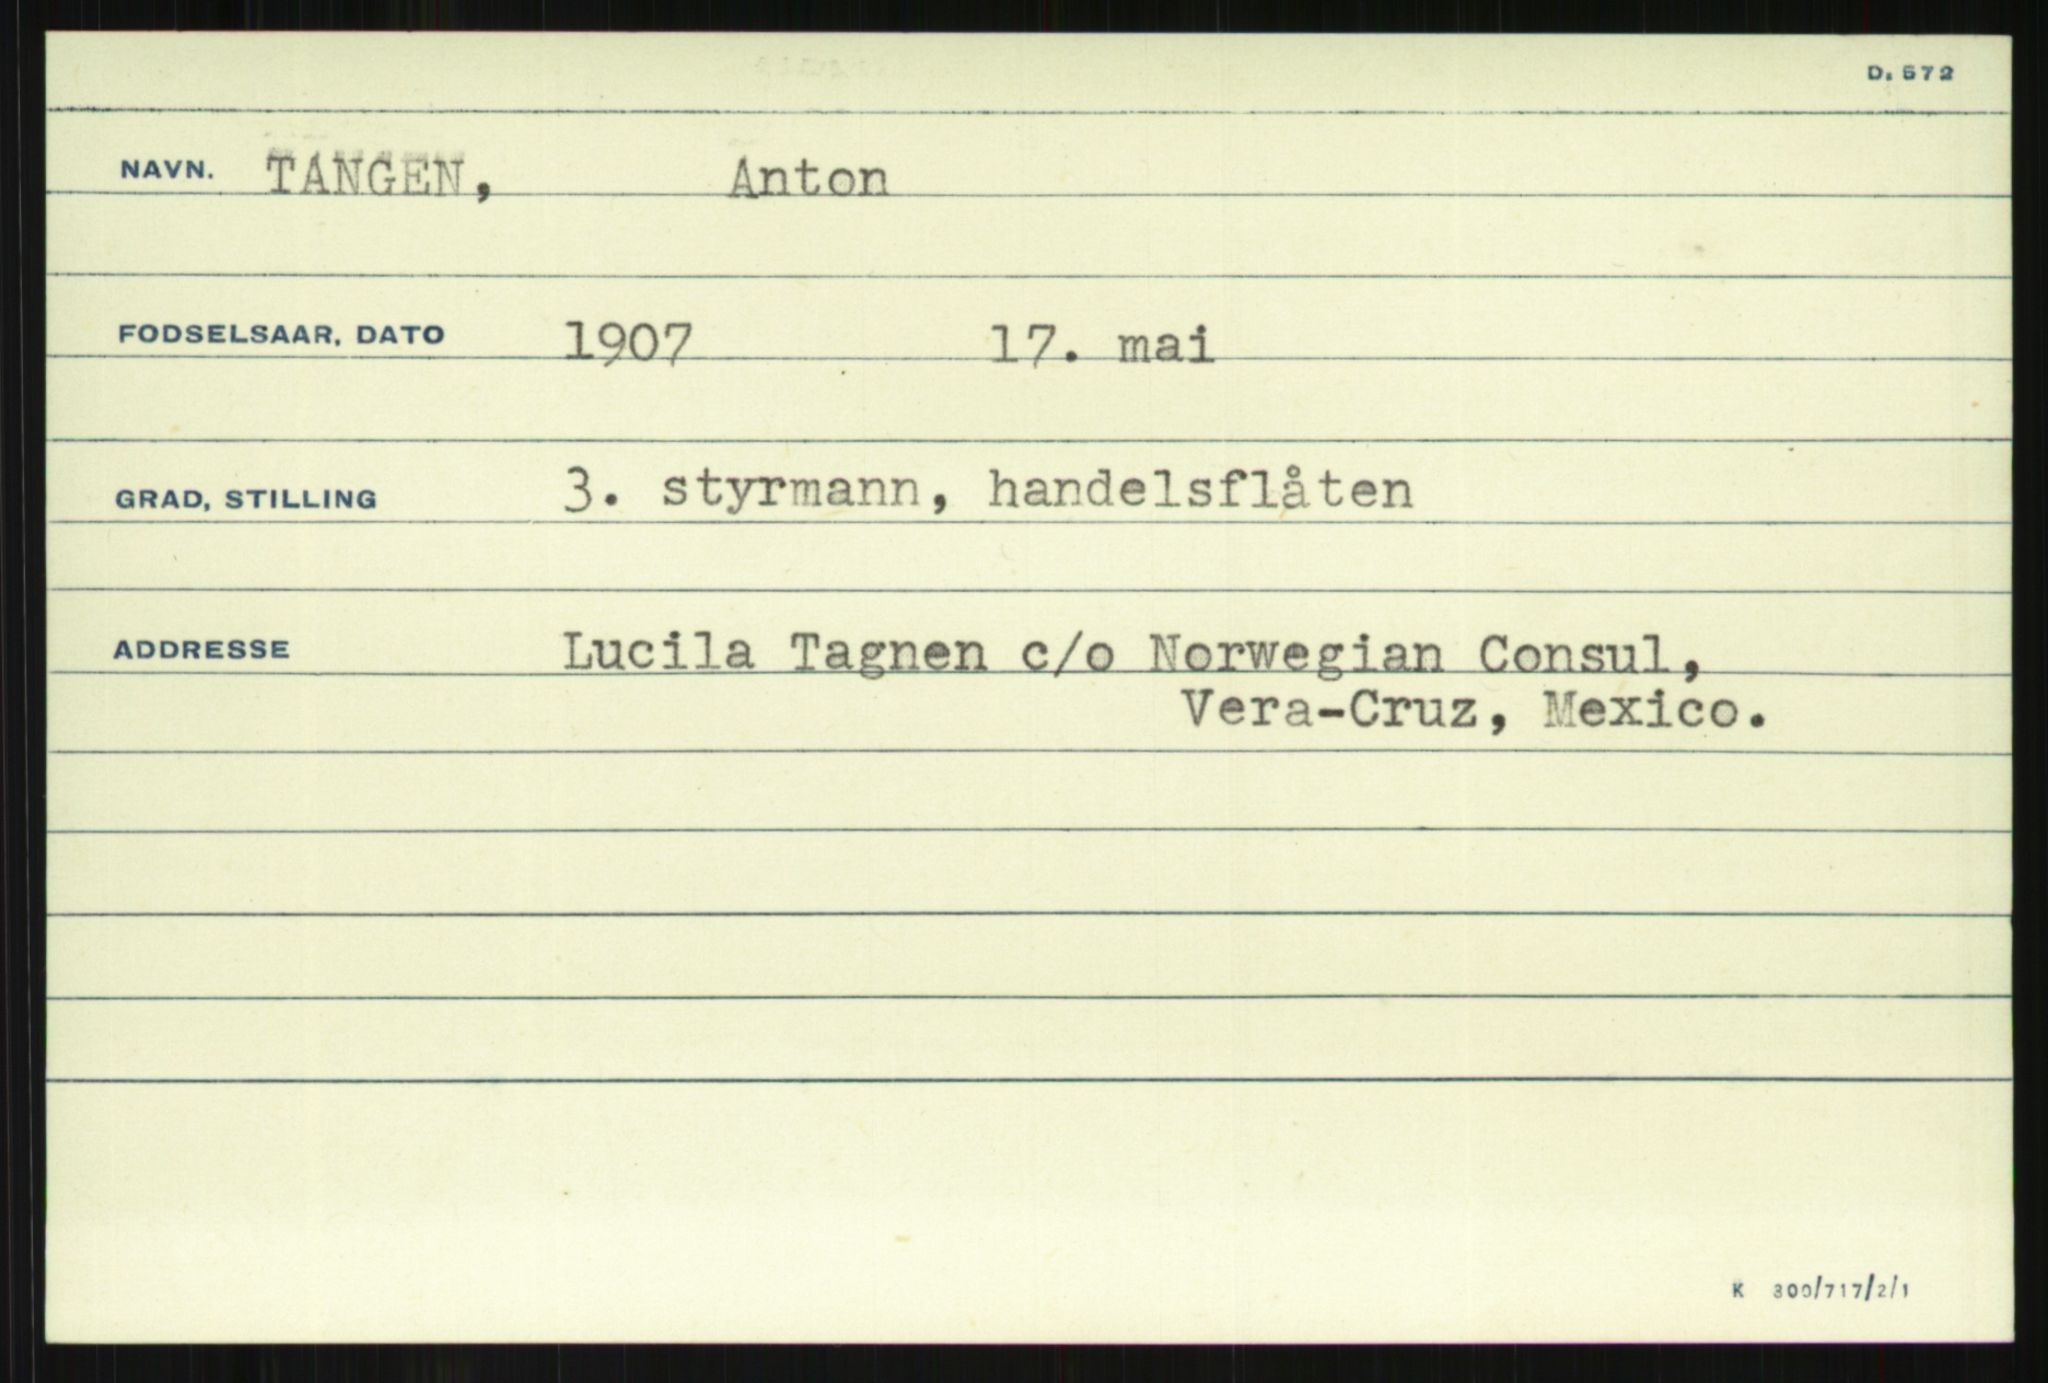 D. 572
NAVN. TANGEN, Anton
FODSELSAAR, DATO 1907 17. mai
GRAD, STILLING 3. styrmann, handelsflåten
ADDRESSE Lucila Tagnen c/o Norwegian Consul,
Vera-Cruz, Mexico.
K 300/717/2/1